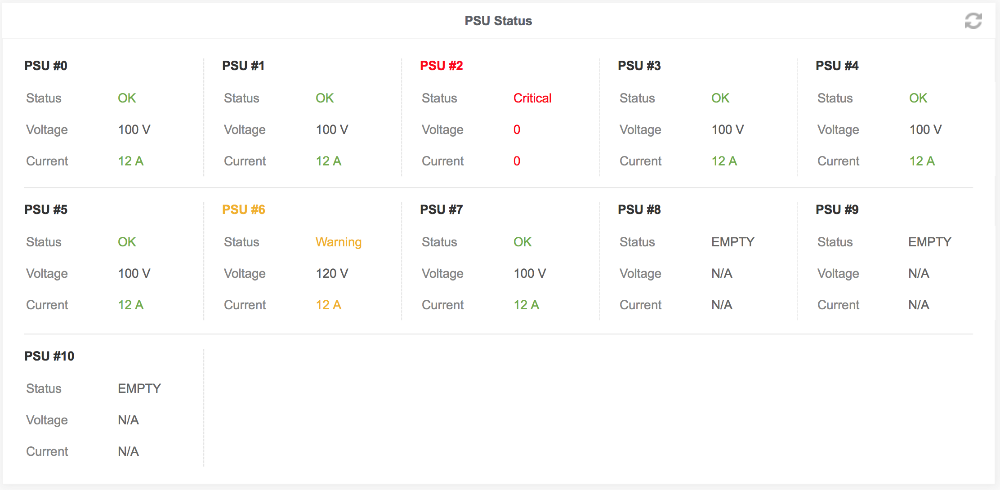 PSU Status
PSU #0 PSU #1 PSU #2 PSU #3 PSU #4
Status OK Status OK Status Critical Status OK Status OK
Voltage 100 V Voltage 100 V Voltage 0 Voltage 100 V Voltage 100 V
Current 12 A Current 12 A Current 0 Current 12 A Current 12 A
PSU #5 PSU #6 PSU #7 PSU #8 PSU #9
Status OK Status Warning Status OK Status EMPTY Status EMPTY
Voltage 100 V Voltage 120 V Voltage 100 V Voltage N/A Voltage N/A
Current 12 A Current 12 A Current 12 A Current N/A Current N/A
PSU #10
Status EMPTY
Voltage N/A
Current N/A